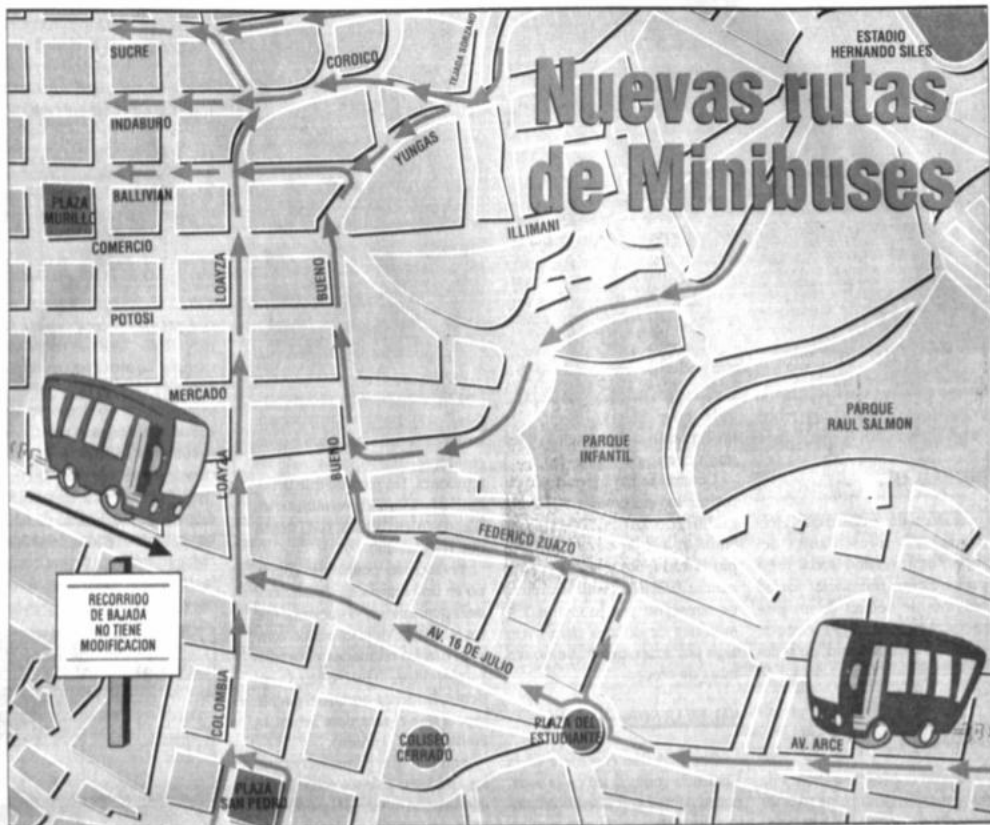 ESTADIO
HERNANDO SILES
SUCRE
COROICO
TEJADA SORZANO
Nuevas rutas
de Minibuses
INDABURO
YUNGAS
BALLIVIAN
PLAZA
MURILLO
ILLIMANI
COMERCIO
LOAYZA
BUENO
POTOSI
MERCADO
PARQUE
RAUL SALMON
PARQUE
INFANTIL
LOAYZA
BUENO
FEDERICO ZUAZO
RECORRIDO
DE BAJADA
NO TIENE
MODIFICACION
AV. 16 DE JULIO
COLOMBIA
PLAZA DEL
ESTUDIANTE
COLISEO
CERRADO
AV. ARCE
PLAZA
SAN PEDRO